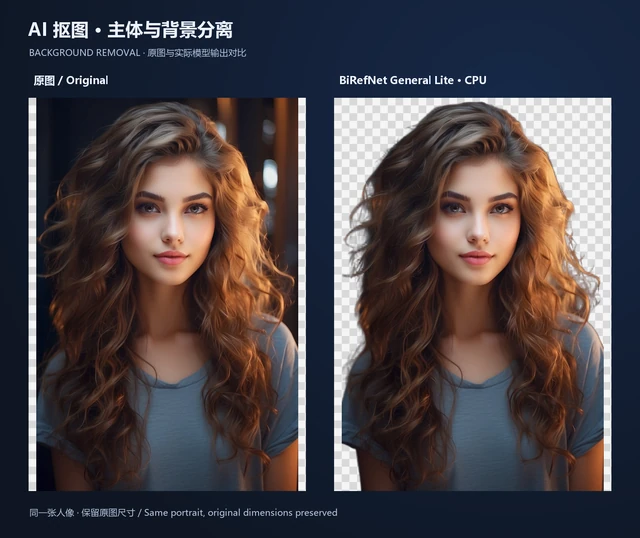 AI 抠图 • 主体与背景分离
BACKGROUND REMOVAL · 原图与实际模型输出对比
原图 / Original
BiRefNet General Lite • CPU
同一张人像 · 保留原图尺寸 / Same portrait, original dimensions preserved